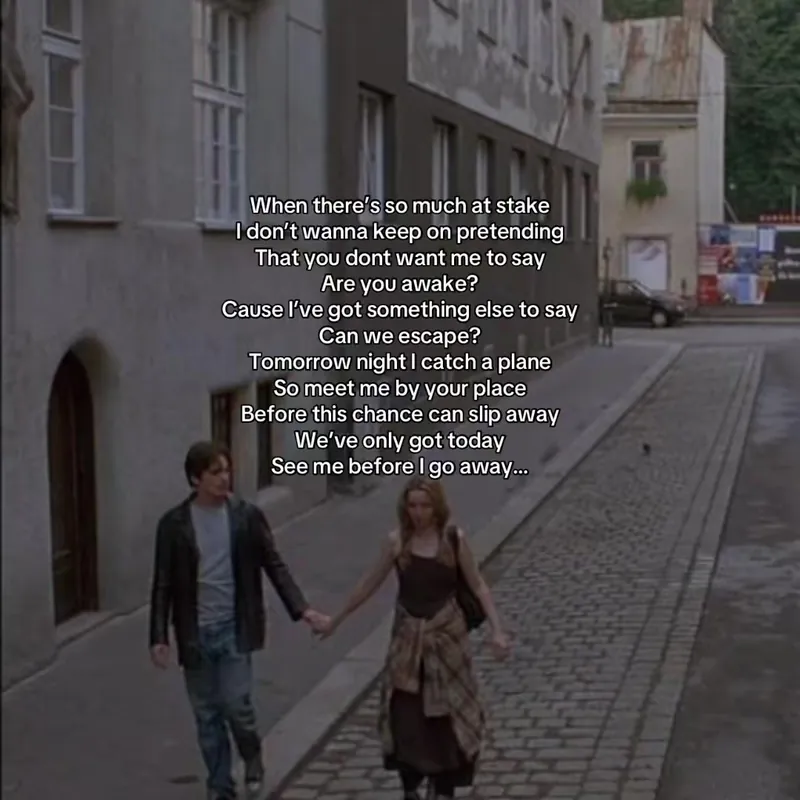 When there's so much at stake
I don't wanna keep on pretending
That you dont want me to say
Are you awake?
Cause I've got something else to say
Can we escape?
Tomorrow night I catch a plane
So meet me by your place
Before this chance can slip away
We've only got today
See me before I go away...